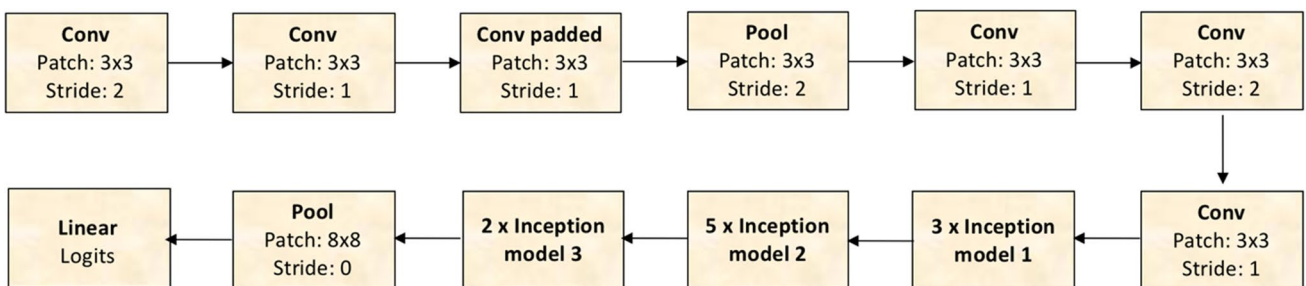 Conv
Patch: 3x3
Stride: 2
Conv
Patch: 3x3
Stride: 1
Conv padded
Patch: 3x3
Stride: 1
Pool
Patch: 3x3
Stride: 2
Conv
Patch: 3x3
Stride: 1
Conv
Patch: 3x3
Stride: 2
Conv
Patch: 3x3
Stride: 1
3 x Inception
model 1
5 x Inception
model 2
2 x Inception
model 3
Pool
Patch: 8x8
Stride: 0
Linear
Logits